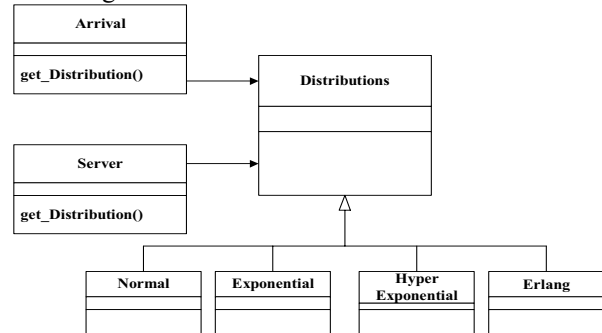 Arrival
get_Distribution()
Distributions
Server
get_Distribution()
Normal
Exponential
Hyper
Exponential
Erlang